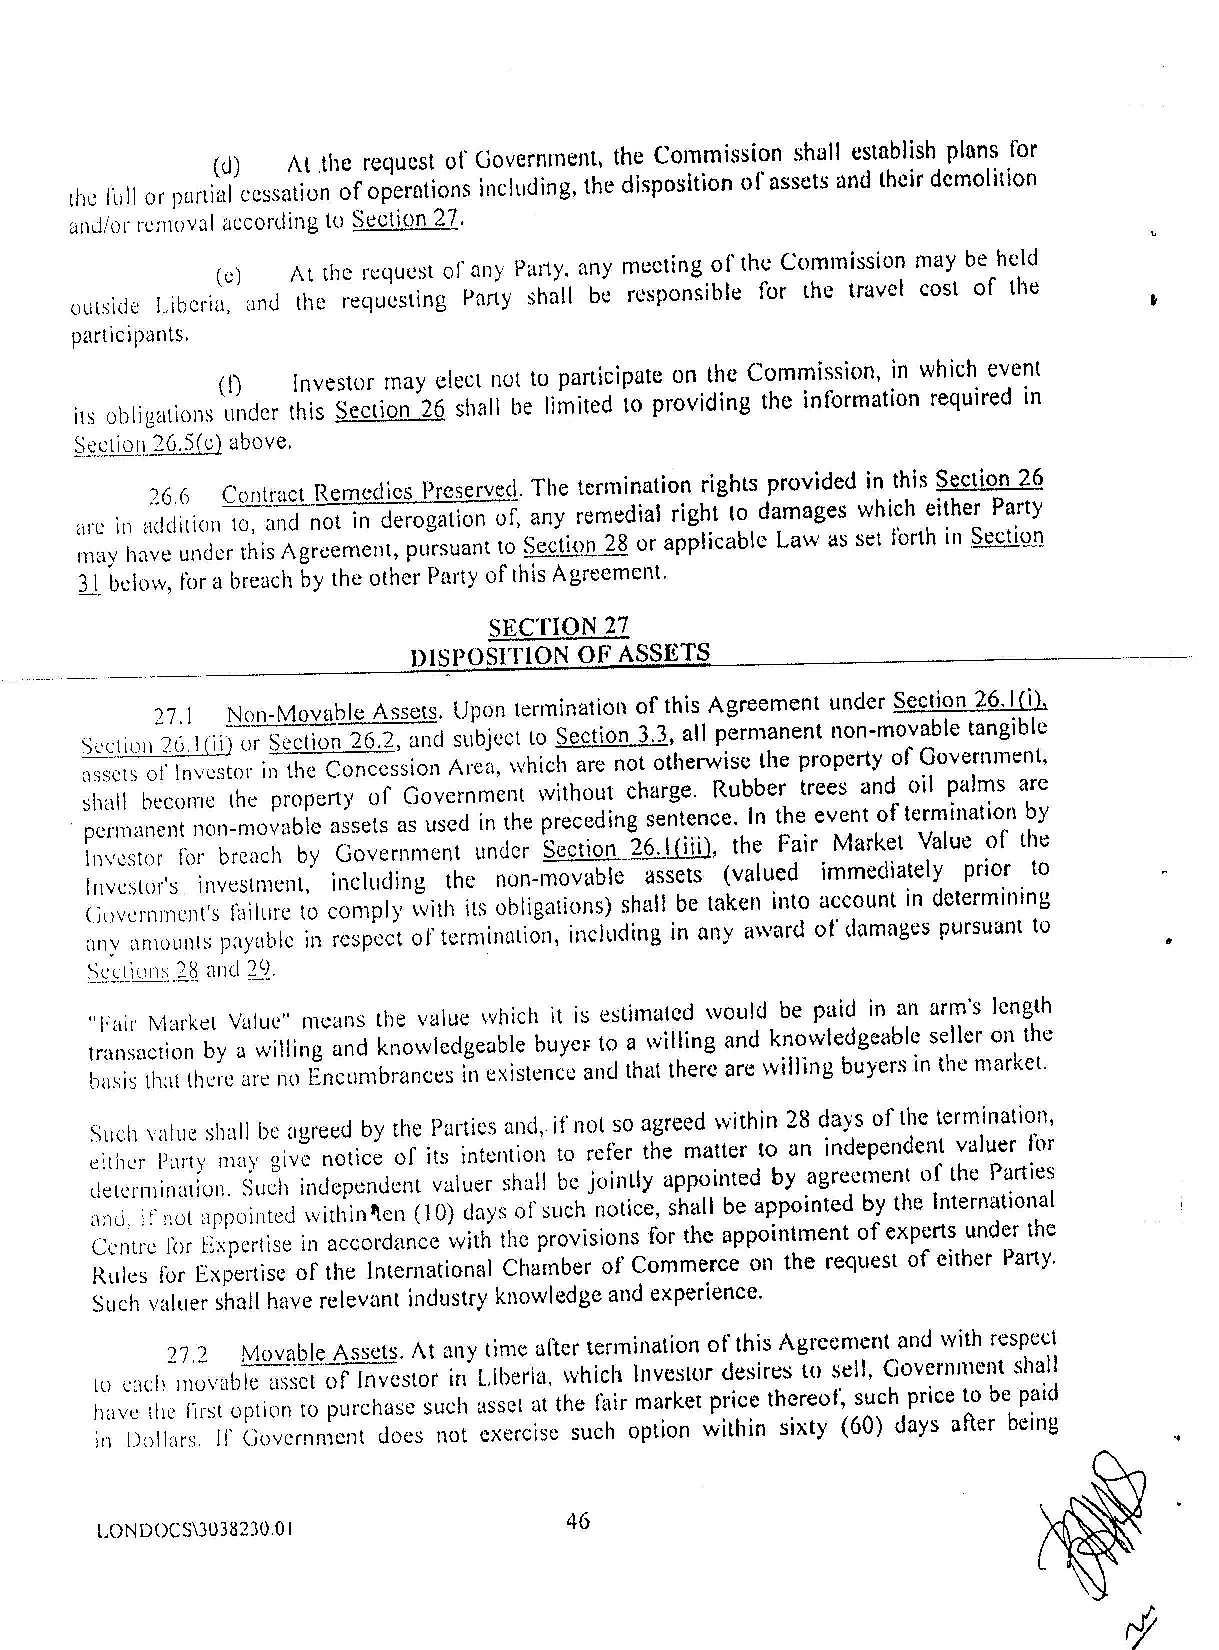 (d) At the request of Government, the Commission shall establish plans for
the full or partial cessation of operations including, the disposition of assets and their demolition
and/or removal according to Section 27.
(e) At the request of any Party, any meeting of the Commission may be held
outside Liberia, and the requesting Party shall be responsible for the travel cost of the
participants.
(f) Investor may elect not to participate on the Commission, in which event
its obligations under this Section 26 shall be limited to providing the information required in
Section 26.5(c) above.
26.6 Contract Remedies Preserved. The termination rights provided in this Section 26
are in addition to, and not in derogation of, any remedial right to damages which either Party
may have under this Agreement, pursuant to Section 28 or applicable Law as set forth in Section
31 below, for a breach by the other Party of this Agreement.
SECTION 27
DISPOSITION OF ASSETS
27.1 Non-Movable Assets. Upon termination of this Agreement under Section 26.1(i),
Section 26.1(ii) or Section 26.2, and subject to Section 3.3, all permanent non-movable tangible
assets of Investor in the Concession Area, which are not otherwise the property of Government,
shall become the property of Government without charge. Rubber trees and oil palms are
permanent non-movable assets as used in the preceding sentence. In the event of termination by
Investor for breach by Government under Section 26.1(iii), the Fair Market Value of the
Investor's investment, including the non-movable assets (valued immediately prior to
Government's failure to comply with its obligations) shall be taken into account in determining
any amounts payable in respect of termination, including in any award of damages pursuant to
Sections 28 and 29.
"Fair Market Value" means the value which it is estimated would be paid in an arm's length
transaction by a willing and knowledgeable buyer to a willing and knowledgeable seller on the
basis that there are no Encumbrances in existence and that there are willing buyers in the market.
Such value shall be agreed by the Parties and, if not so agreed within 28 days of the termination,
either Party may give notice of its intention to refer the matter to an independent valuer for
determination. Such independent valuer shall be jointly appointed by agreement of the Parties
and, if not appointed within ten (10) days of such notice, shall be appointed by the International
Centre for Expertise in accordance with the provisions for the appointment of experts under the
Rules for Expertise of the International Chamber of Commerce on the request of either Party.
Such valuer shall have relevant industry knowledge and experience.
27.2 Movable Assets. At any time after termination of this Agreement and with respect
to each movable asset of Investor in Liberia, which Investor desires to sell, Government shall
have the first option to purchase such asset at the fair market price thereof, such price to be paid
in Dollars. If Government does not exercise such option within sixty (60) days after being
LONDOCS\3038230.01
46